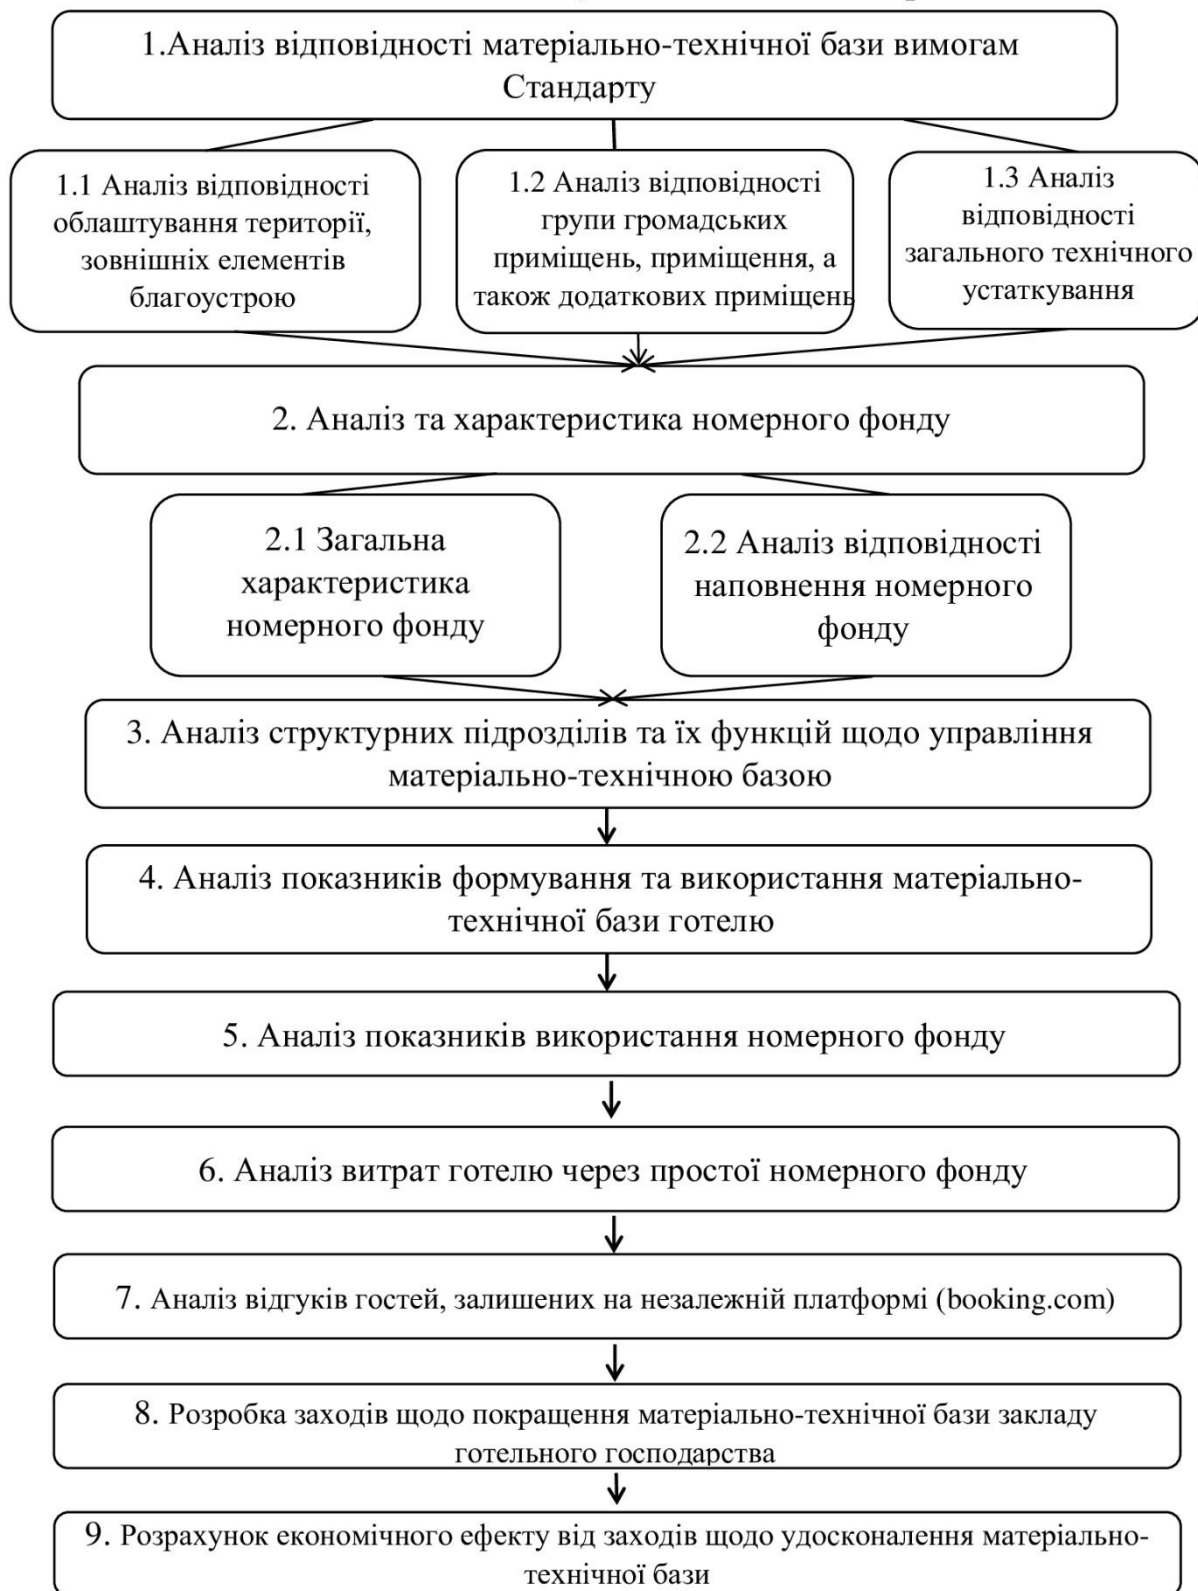 1.Аналіз відповідності матеріально-технічної бази вимогам
Стандарту
1.1 Аналіз відповідності
облаштування території,
зовнішніх елементів
благоустрою
1.2 Аналіз відповідності
групи громадських
приміщень, приміщення, а
також додаткових приміщень
1.3 Аналіз
відповідності
загального технічного
устаткування
2. Аналіз та характеристика номерного фонду
2.1 Загальна
характеристика
номерного фонду
2.2 Аналіз відповідності
наповнення номерного
фонду
3. Аналіз структурних підрозділів та їх функцій щодо управління
матеріально-технічною базою
4. Аналіз показників формування та використання матеріально-
технічної бази готелю
5. Аналіз показників використання номерного фонду
6. Аналіз витрат готелю через простої номерного фонду
7. Аналіз відгуків гостей, залишених на незалежній платформі (booking.com)
8. Розробка заходів щодо покращення матеріально-технічної бази закладу
готельного господарства
9. Розрахунок економічного ефекту від заходів щодо удосконалення матеріально-
технічної бази